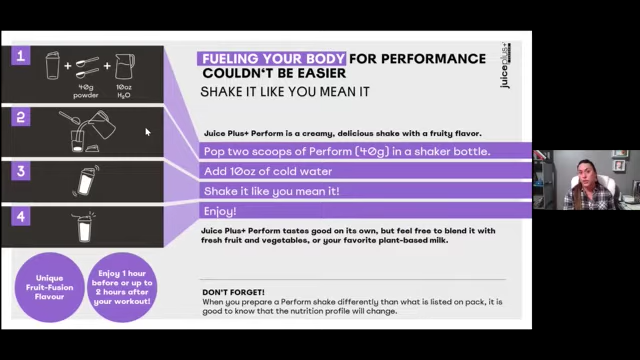 1
40g
powder
10oz
H₂O
2
3
4
FUELING YOUR BODY FOR PERFORMANCE
COULDN'T BE EASIER
SHAKE IT LIKE YOU MEAN IT
juice plus+
Juice Plus+ Perform is a creamy, delicious shake with a fruity flavor.
Pop two scoops of Perform (40g) in a shaker bottle.
Add 10oz of cold water
Shake it like you mean it!
Enjoy!
Juice Plus+ Perform tastes good on its own, but feel free to blend it with
fresh fruit and vegetables, or your favorite plant-based milk.
Unique
Fruit-Fusion
Flavour
Enjoy 1 hour
before or up to
2 hours after
your workout!
DON'T FORGET!
When you prepare a Perform shake differently than what is listed on pack, it is
good to know that the nutrition profile will change.